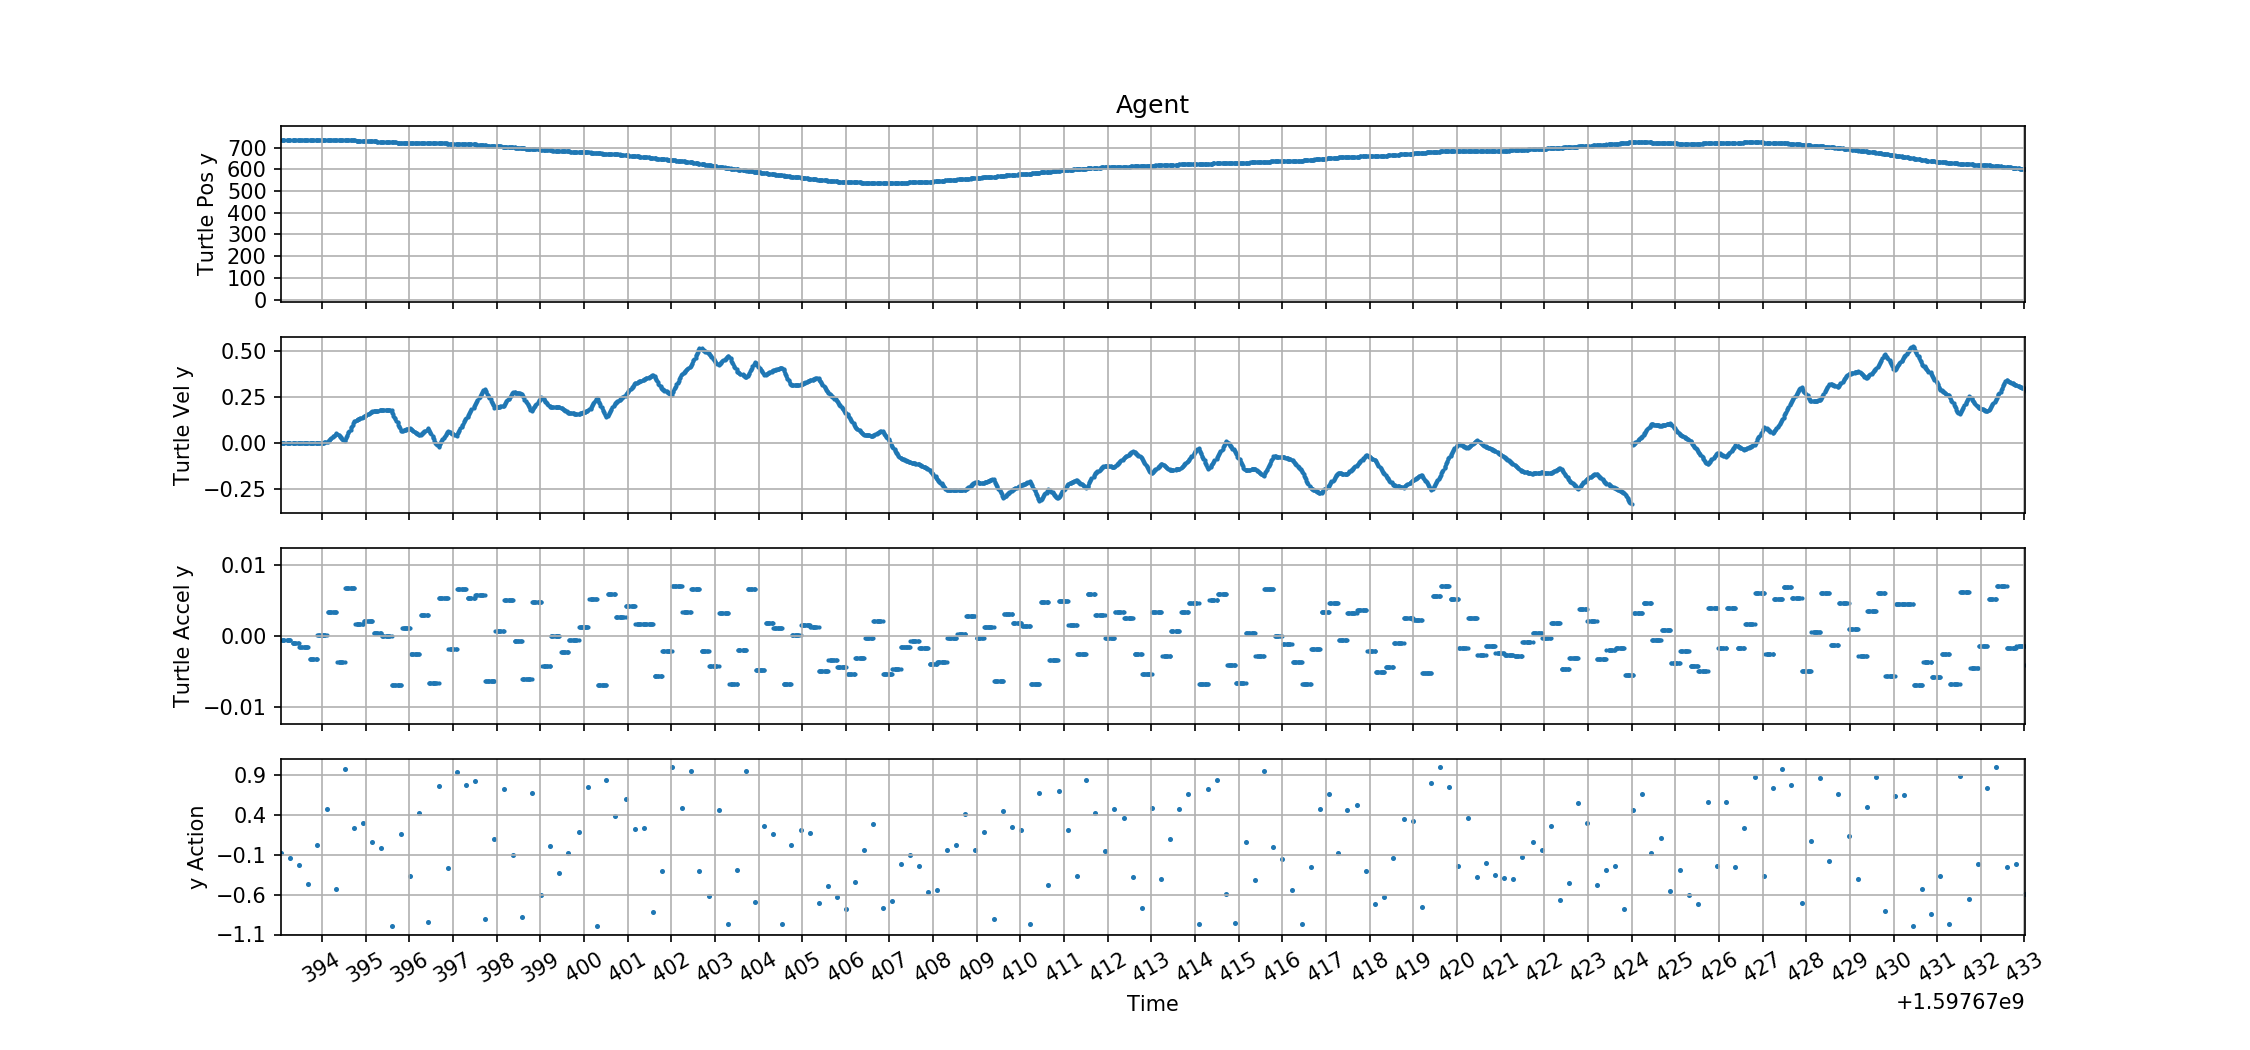 Agent
Turtle Pos y
700
600
500
400
300
200
100
0
Turtle Vel y
0.50
0.25
0.00
−0.25
Turtle Accel y
0.01
0.00
−0.01
y Action
0.9
0.4
−0.1
−0.6
−1.1
394 395 396 397 398 399 400 401 402 403 404 405 406 407 408 409 410 411 412 413 414 415 416 417 418 419 420 421 422 423 424 425 426 427 428 429 430 431 432 433
Time
+1.59767e9